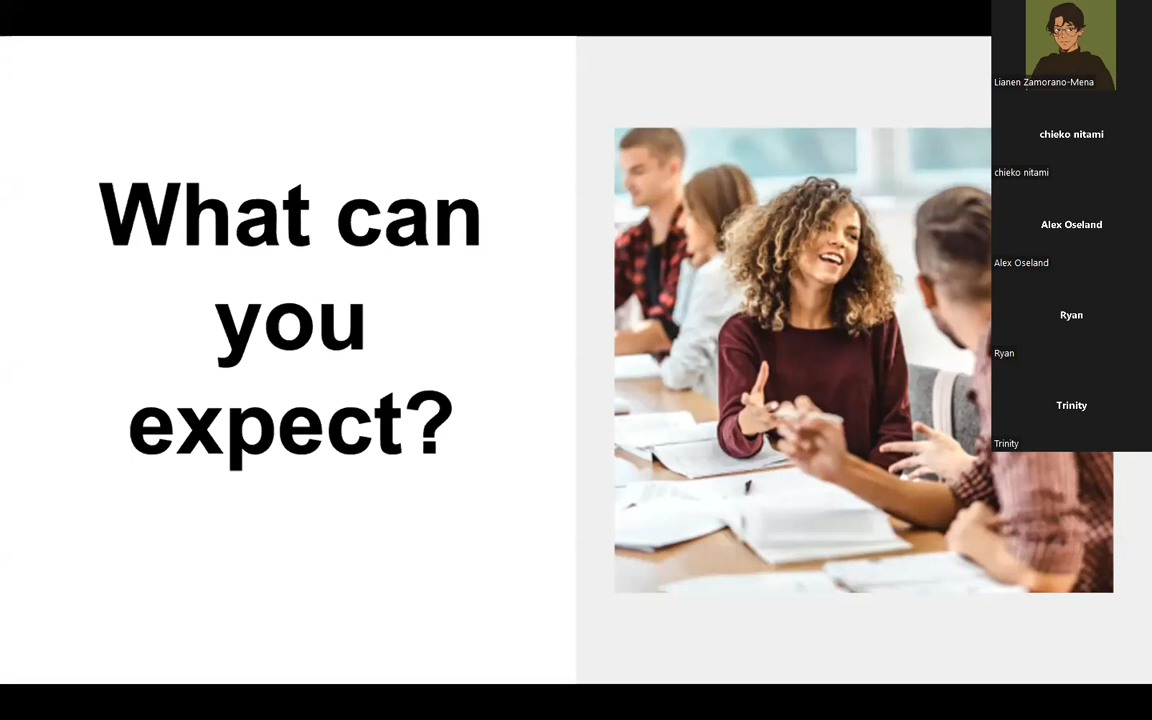 What can
you
expect?
Lianen Zamorano-Mena
chieko nitami
chieko nitami
Alex Oseland
Alex Oseland
Ryan
Ryan
Trinity
Trinity